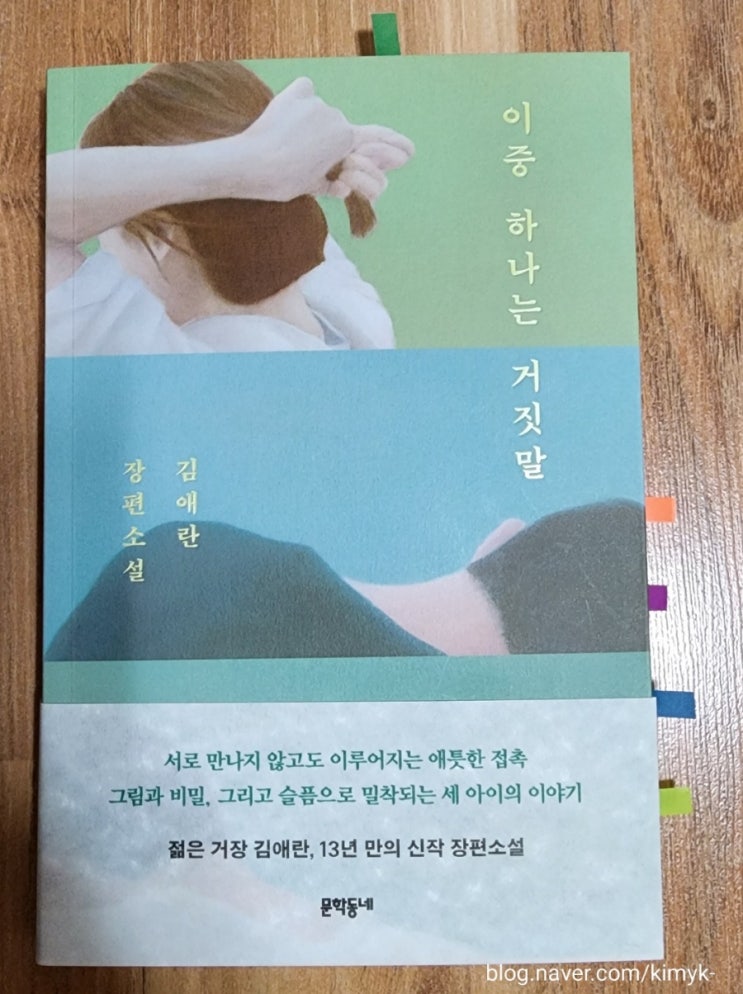 이중 하나는 거짓말
김애란
장편소설
서로 만나지 않고도 이루어지는 애틋한 접촉
그림과 비밀, 그리고 슬픔으로 밀착되는 세 아이의 이야기
젊은 거장 김애란, 13년 만의 신작 장편소설
문학동네
blog.naver.com/kimyk-